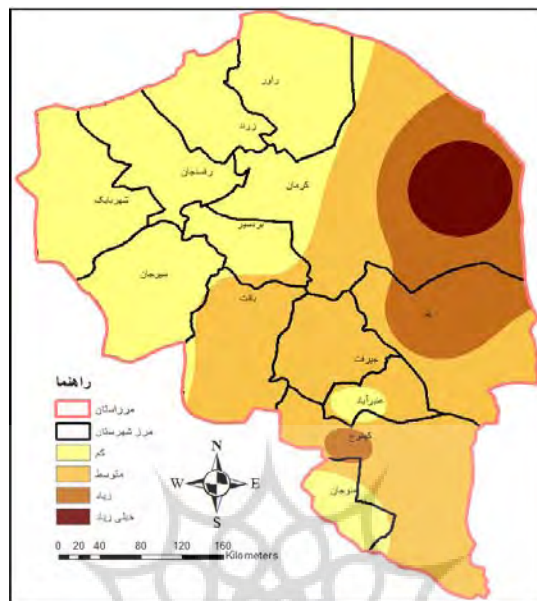 راور
زرند
رفسنجان
کرمان
شهربابک
بردسیر
سیرجان
بافت
بم
جیرفت
عنبرآباد
کهنوج
منوجان
راهنما
مرز استان
مرز شهرستان
کم
متوسط
زیاد
خیلی زیاد
N
W E
S
0 20 40 80 120 160
Kilometers